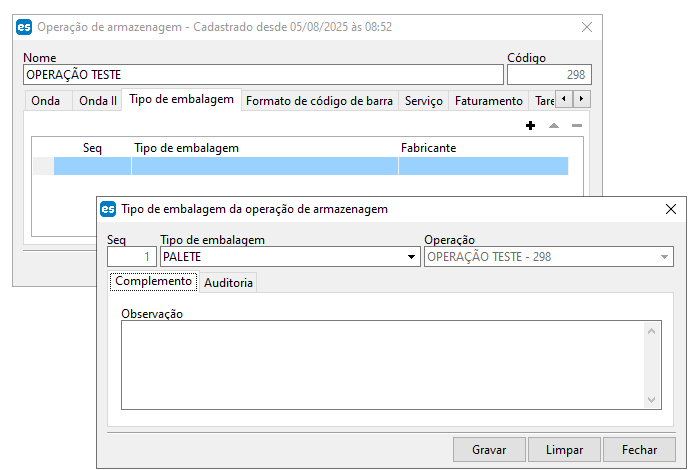 es Operação de armazenagem - Cadastrado desde 05/08/2025 às 08:52
Nome Código
OPERAÇÃO TESTE 298
Onda Onda II Tipo de embalagem Formato de código de barra Serviço Faturamento Tare
Seq Tipo de embalagem Fabricante
es Tipo de embalagem da operação de armazenagem
Seq Tipo de embalagem Operação
1 PALETE OPERAÇÃO TESTE - 298
Complemento Auditoria
Observação
Gravar Limpar Fechar